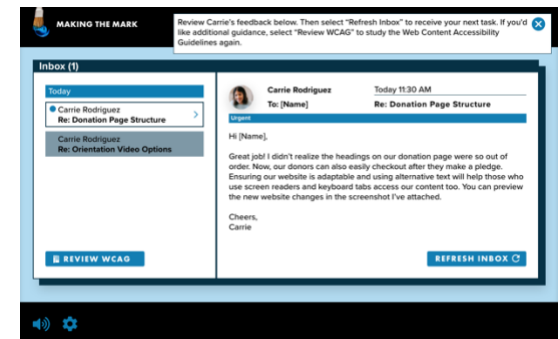 MAKING THE MARK
Review Carrie's feedback below. Then select "Refresh Inbox" to receive your next task. If you'd
like additional guidance, select "Review WCAG" to study the Web Content Accessibility
Guidelines again.
Inbox (1)
Today
Carrie Rodriguez
Re: Donation Page Structure
Carrie Rodriguez
Re: Orientation Video Options
REVIEW WCAG
Carrie Rodriguez
Today 11:30 AM
To: [Name]
Re: Donation Page Structure
Urgent
Hi [Name],
Great job! I didn't realize the headings on our donation page were so out of
order. Now, our donors can also easily checkout after they make a pledge.
Ensuring our website is adaptable and using alternative text will help those who
use screen readers and keyboard tabs access our content too. You can preview
the new website changes in the screenshot I've attached.
Cheers,
Carrie
REFRESH INBOX